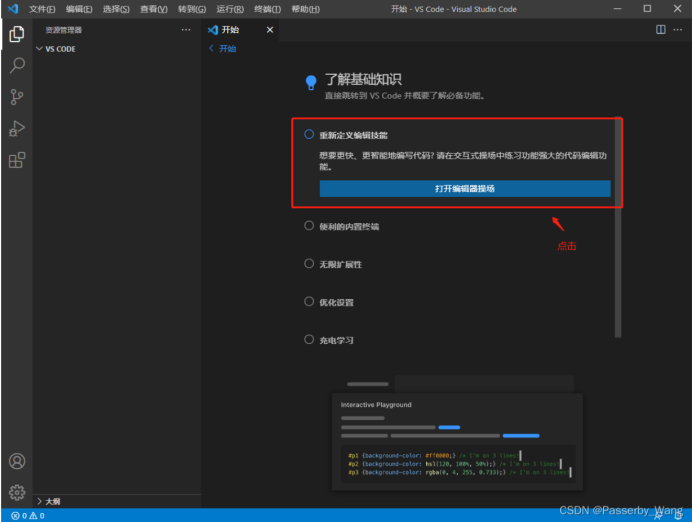 文件(F) 编辑(E) 选择(S) 查看(V) 转到(G) 运行(R) 终端(T) 帮助(H) 开始 - VS Code - Visual Studio Code
资源管理器
VS CODE
开始
开始
了解基础知识
直接跳转到 VS Code 并概要了解必备功能。
重新定义编辑技能
想要更快、更智能地编写代码? 请在交互式操场中练习功能强大的代码编辑功
能。
打开编辑器操场
点击
便利的内置终端
无限扩展性
优化设置
充电学习
Interactive Playground
#p1 {background-color: #ff0000;} /* I'm on 3 lines!
#p2 {background-color: hsl(120, 100%, 50%);} /* I'm on 3 lines!
#p3 {background-color: rgba(0, 4, 255, 0.733);} /* I'm on 3 lines!
大纲
0 0
CSDN @Passerby_Wang